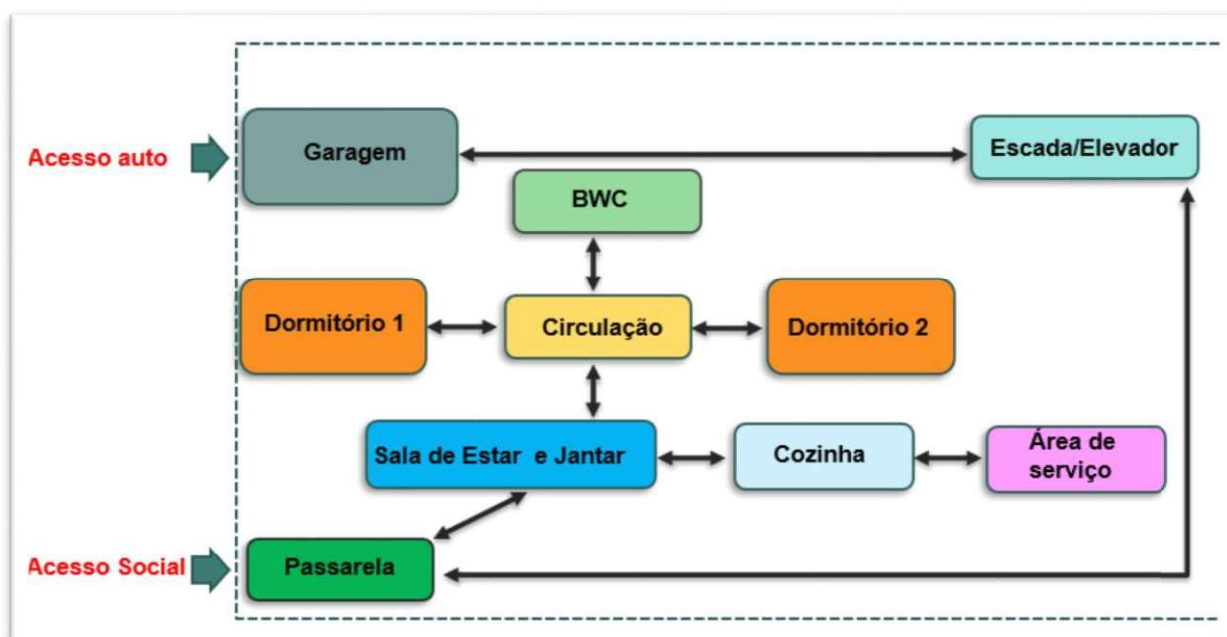 Acesso auto
Garagem
Escada/Elevador
BWC
Dormitório 1
Circulação
Dormitório 2
Sala de Estar e Jantar
Cozinha
Área de
serviço
Acesso Social
Passarela